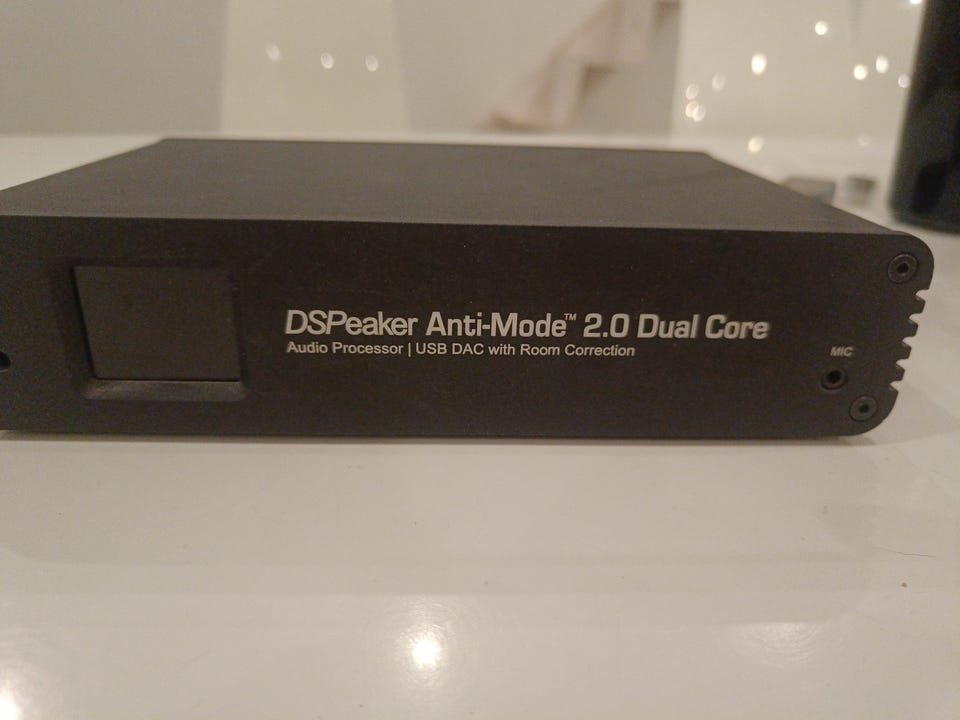 DSPeaker Anti-Mode™ 2.0 Dual Core
Audio Processor | USB DAC with Room Correction
MIC